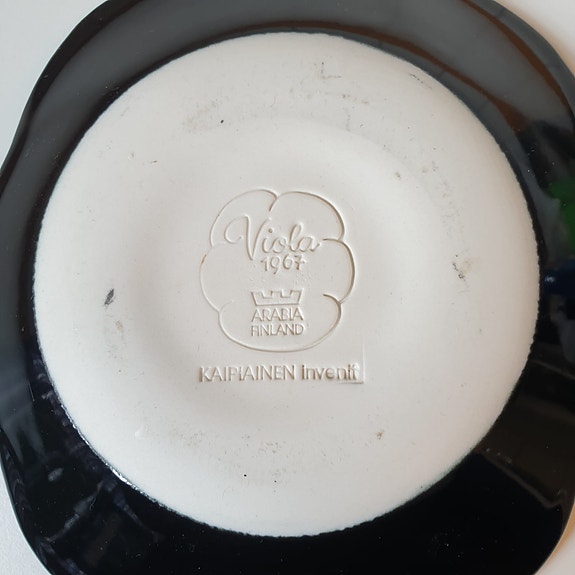 Viola
1967
ARABIA
FINLAND
KAIPIAINEN invenit